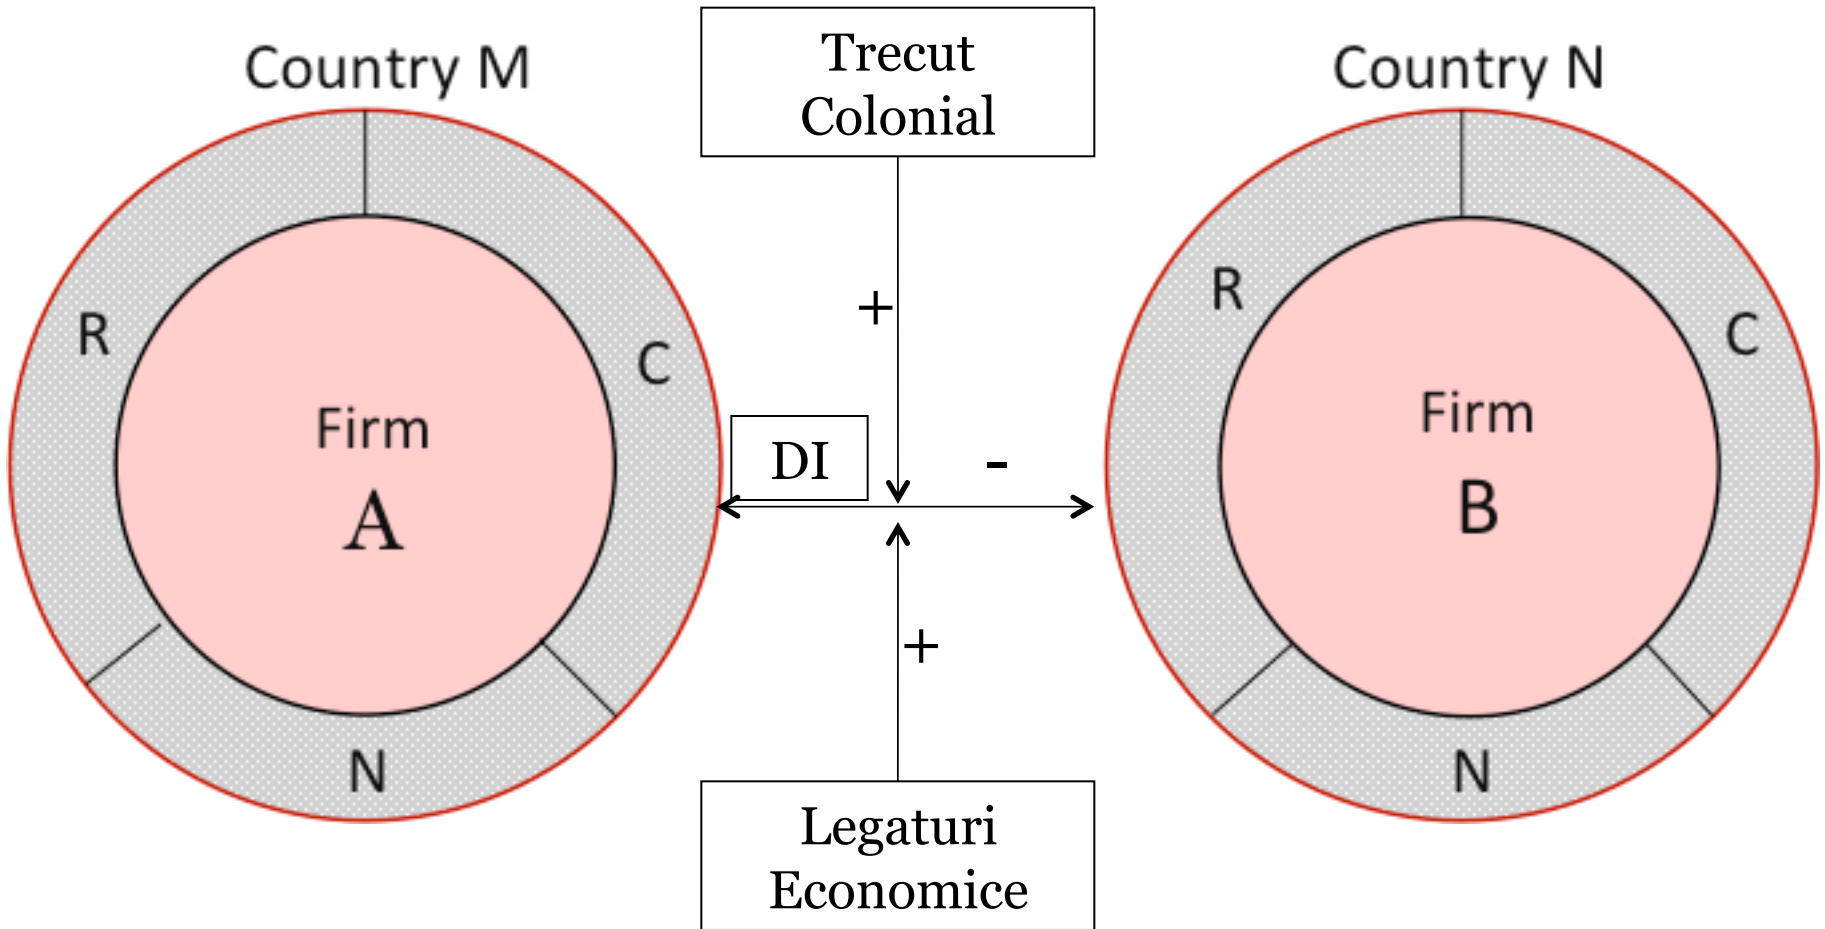 Country M
Trecut
Colonial
Country N
+
R
C
Firm
A
DI
-
R
C
Firm
B
+
N
N
Legaturi
Economice